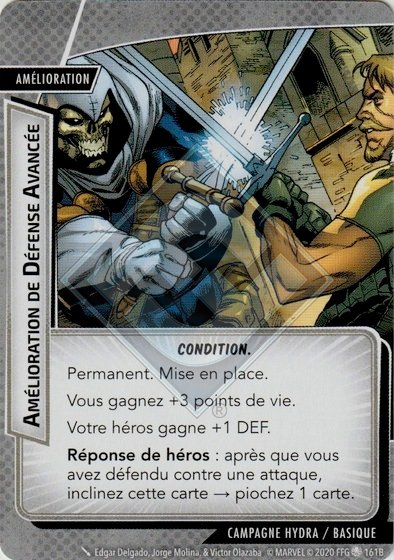 AMÉLIORATION
AMÉLIORATION DE DÉFENSE AVANCÉE
CONDITION.
Permanent. Mise en place.
Vous gagnez +3 points de vie.
Votre héros gagne +1 DEF.
Réponse de héros : après que vous
avez défendu contre une attaque,
inclinez cette carte → piochez 1 carte.
CAMPAGNE HYDRA / BASIQUE
Edgar Delgado, Jorge Molina, & Victor Olazaba © MARVEL © 2020 FFG 161B